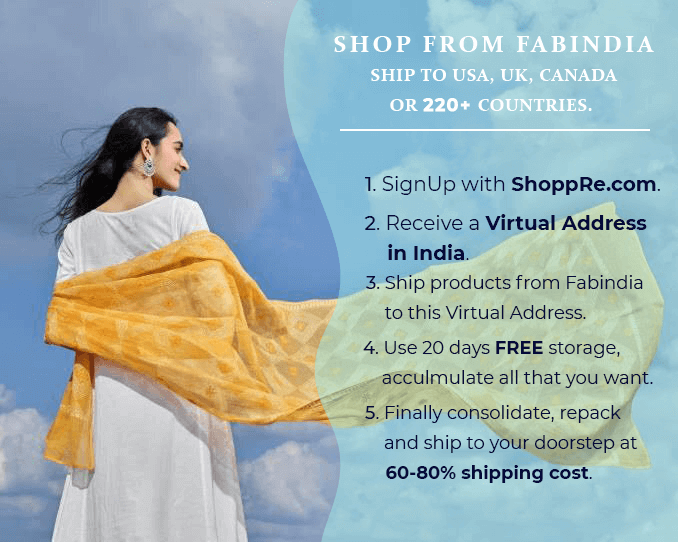 SHOP FROM FABINDIA
SHIP TO USA, UK, CANADA
OR 220+ COUNTRIES.
1. SignUp with ShoppRe.com.
2. Receive a Virtual Address
in India.
3. Ship products from Fabindia
to this Virtual Address.
4. Use 20 days FREE storage,
acculmulate all that you want.
5. Finally consolidate, repack
and ship to your doorstep at
60-80% shipping cost.